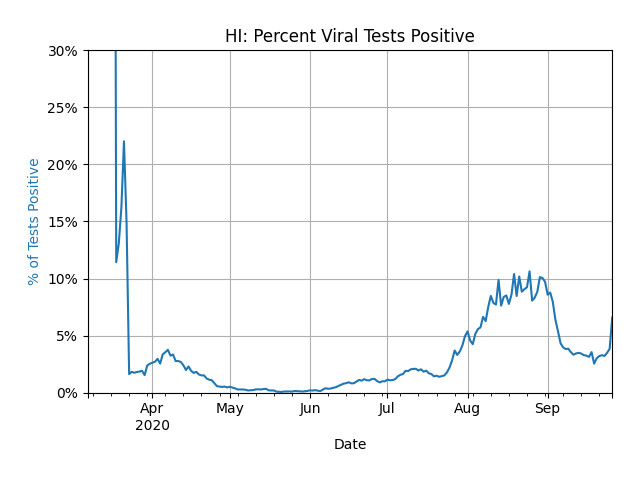 HI: Percent Viral Tests Positive
30%
25%
20%
15%
10%
5%
0%
% of Tests Positive
Apr
2020
May
Jun
Jul
Aug
Sep
Date